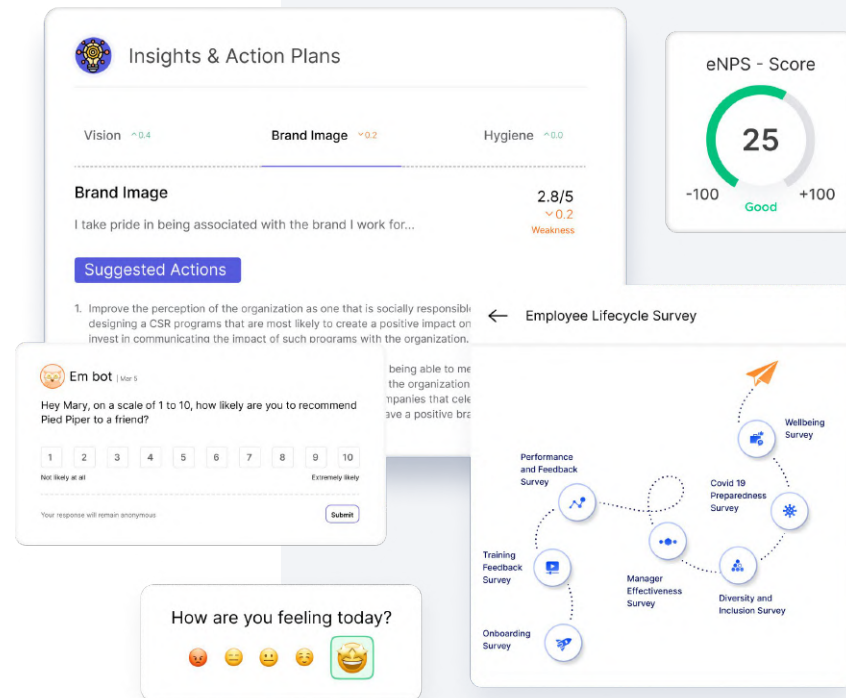 Insights & Action Plans
Vision ^0.4
Brand Image ˅0.2
Hygiene ^0.0
Brand Image
2.8/5
I take pride in being associated with the brand I work for...
˅0.2
Weakness
Suggested Actions
1. Improve the perception of the organization as one that is socially responsible
designing a CSR programs that are most likely to create a positive impact on
invest in communicating the impact of such programs with the organization.
being able to me
the organization
mpanies that cele
ave a positive bra
eNPS - Score
25
-100
+100
Good
Em bot | Mar 5
Hey Mary, on a scale of 1 to 10, how likely are you to recommend
Pied Piper to a friend?
1 2 3 4 5 6 7 8 9 10
Not likely at all
Extremely likely
Your response will remain anonymous
Submit
How are you feeling today?
← Employee Lifecycle Survey
Wellbeing
Survey
Performance
and Feedback
Survey
Covid 19
Preparedness
Survey
Training
Feedback
Survey
Manager
Effectiveness
Survey
Diversity and
Inclusion Survey
Onboarding
Survey